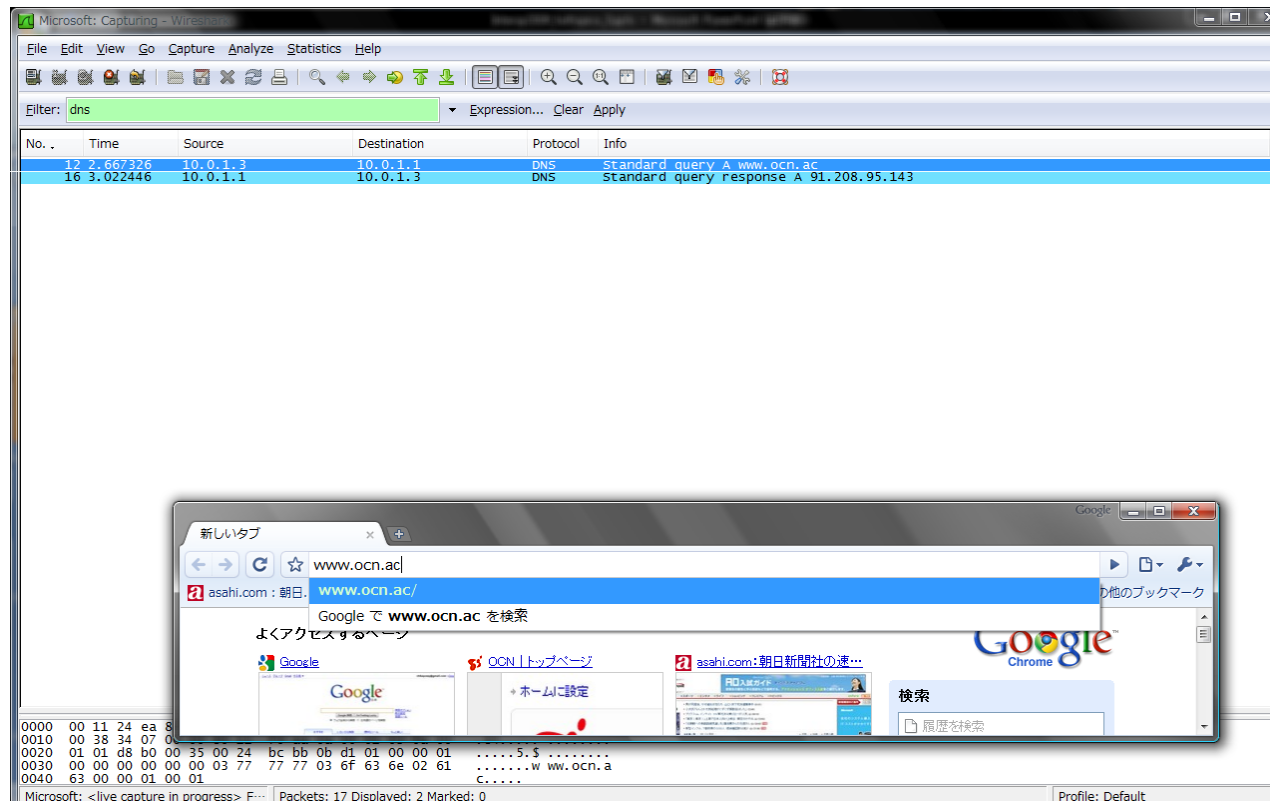 Microsoft: Capturing - Wireshark
File Edit View Go Capture Analyze Statistics Help
Filter: dns Expression... Clear Apply
No. . Time Source Destination Protocol Info
12 2.667326 10.0.1.3 10.0.1.1 DNS Standard query A www.ocn.ac
16 3.022446 10.0.1.1 10.0.1.3 DNS Standard query response A 91.208.95.143
Google
新しいタブ
www.ocn.ac
asahi.com：朝日.
www.ocn.ac/
の他のブックマーク
Google で www.ocn.ac を検索
よくアクセスするページ
Google
Chrome
Google
OCN | トップページ
asahi.com：朝日新聞社の速…
Google
ホームに設定
検索
履歴を検索
0000 00 11 24 ea 8
0010 00 38 34 07 0
0020 01 01 d8 b0 00 35 00 24 bc bb 0b d1 01 00 00 01 .....5.$ ........
0030 00 00 00 00 00 00 03 77 77 77 03 6f 63 6e 02 61 .......w ww.ocn.a
0040 63 00 00 01 00 01 c.....
Microsoft: <live capture in progress> F… Packets: 17 Displayed: 2 Marked: 0 Profile: Default